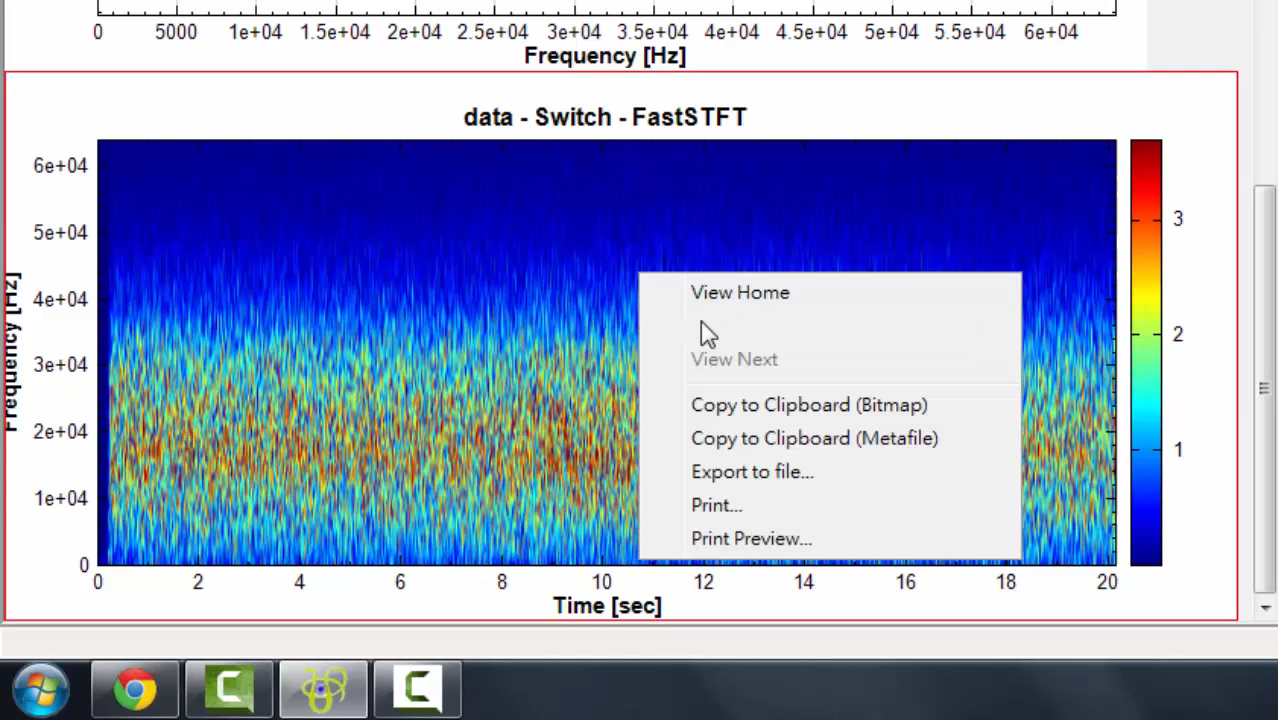 0 5000 1e+04 1.5e+04 2e+04 2.5e+04 3e+04 3.5e+04 4e+04 4.5e+04 5e+04 5.5e+04 6e+04
Frequency [Hz]
data - Switch - FastSTFT
6e+04
5e+04
4e+04
3e+04
2e+04
1e+04
0
Frequency [Hz]
3
2
1
View Home
View Next
Copy to Clipboard (Bitmap)
Copy to Clipboard (Metafile)
Export to file...
Print...
Print Preview...
0 2 4 6 8 10 12 14 16 18 20
Time [sec]